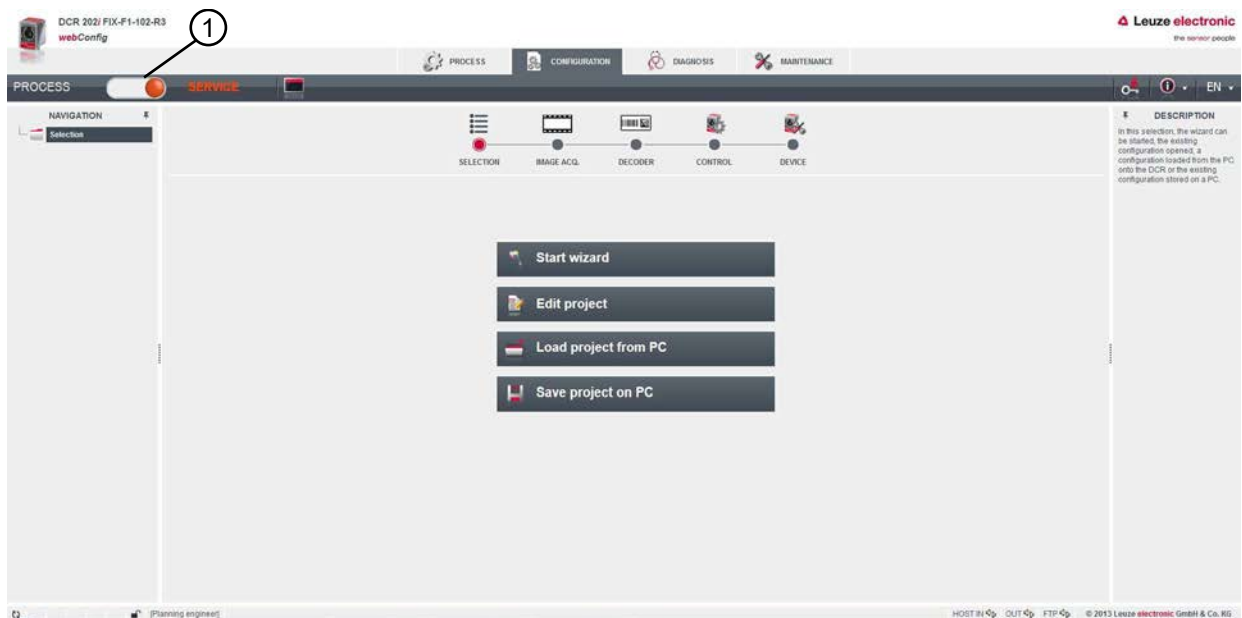 DCR 202i FIX-F1-102-R3
webConfig
1
Leuze electronic
the sensor people
PROCESS
CONFIGURATION
DIAGNOSIS
MAINTENANCE
PROCESS
SERVICE
EN
NAVIGATION
Selection
SELECTION
IMAGE ACQ.
DECODER
CONTROL
DEVICE
DESCRIPTION
In this selection, the wizard can
be started, the existing
configuration opened, a
configuration loaded from the PC
onto the DCR or the existing
configuration stored on a PC.
Start wizard
Edit project
Load project from PC
Save project on PC
[Planning engineer]
HOST IN OUT FTP © 2013 Leuze electronic GmbH & Co. KG